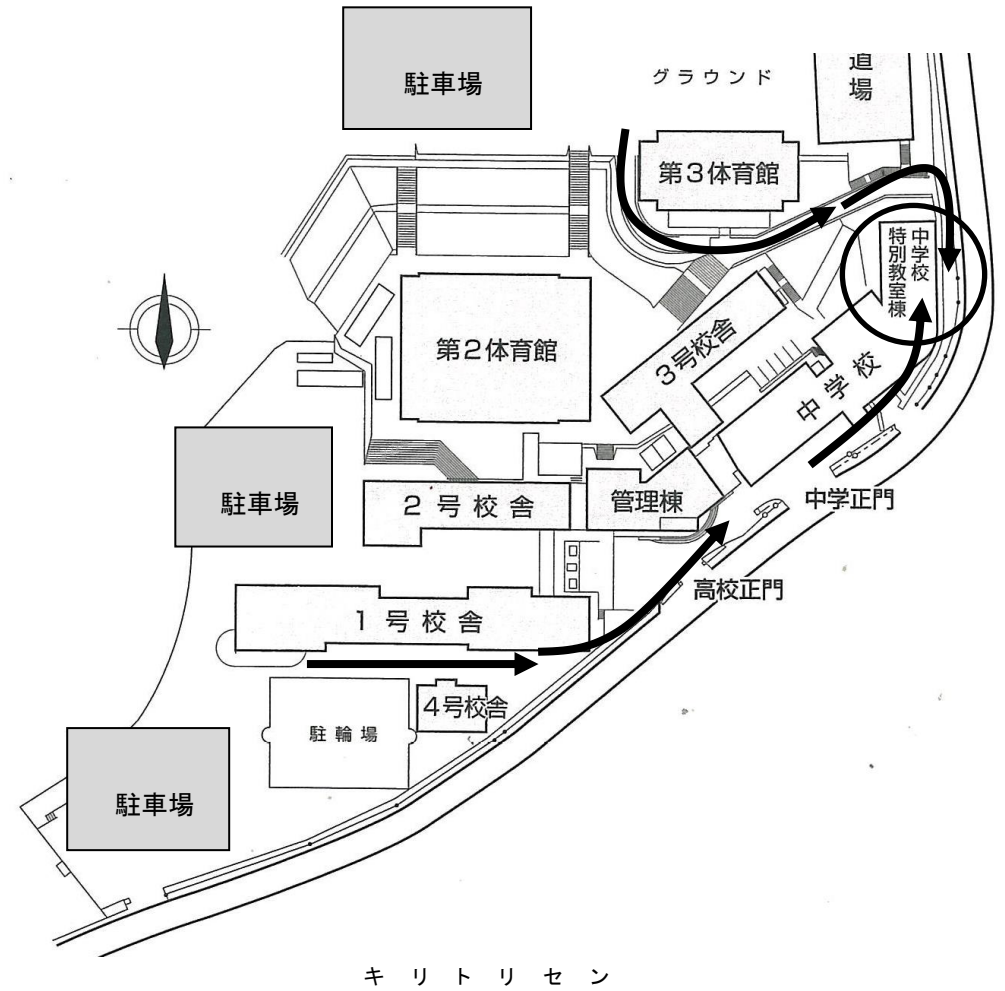 駐車場
グラウンド
道場
第3体育館
中学校
特別教室棟
第2体育館
3号校舎
中学校
駐車場
2号校舎
管理棟
中学正門
高校正門
1号校舎
4号校舎
駐輪場
駐車場
キリトリセン